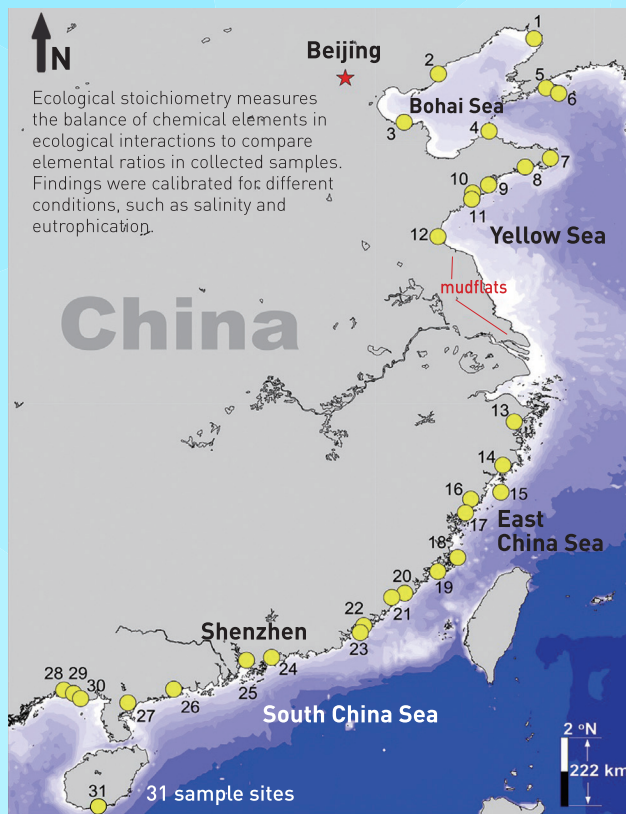 N
Beijing
Ecological stoichiometry measures
the balance of chemical elements in
ecological interactions to compare
elemental ratios in collected samples.
Findings were calibrated for different
conditions, such as salinity and
eutrophication.
1
2
Bohai Sea
3
4
5
6
7
8
9
10
11
12
Yellow Sea
mudflats
China
13
14
15
16
17
East
China Sea
18
19
20
21
22
23
Shenzhen
24
25
26
27
28
29
30
South China Sea
31
31 sample sites
2 ºN
222 km